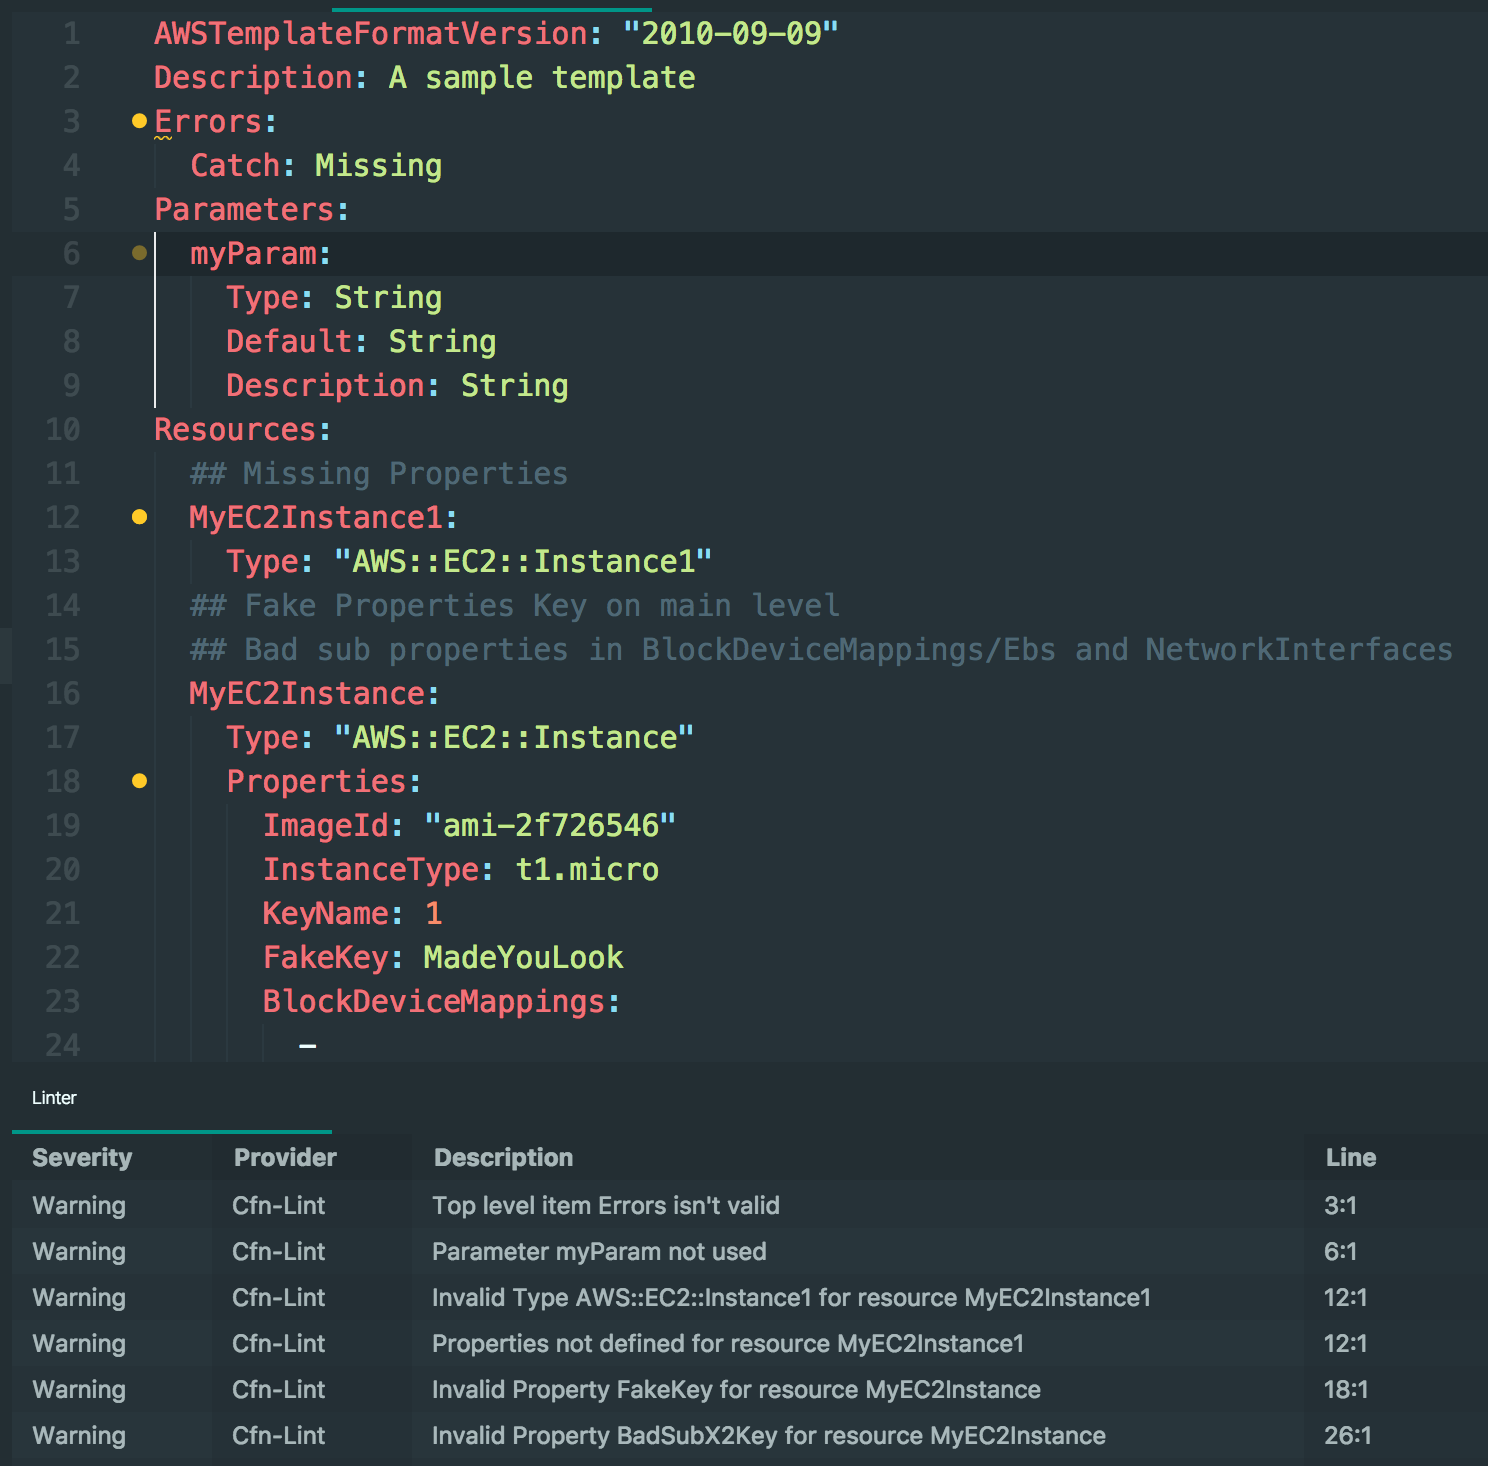 1 AWSTemplateFormatVersion: "2010-09-09"
2 Description: A sample template
3 Errors:
4 Catch: Missing
5 Parameters:
6 myParam:
7 Type: String
8 Default: String
9 Description: String
10 Resources:
11 ## Missing Properties
12 MyEC2Instance1:
13 Type: "AWS::EC2::Instance1"
14 ## Fake Properties Key on main level
15 ## Bad sub properties in BlockDeviceMappings/Ebs and NetworkInterfaces
16 MyEC2Instance:
17 Type: "AWS::EC2::Instance"
18 Properties:
19 ImageId: "ami-2f726546"
20 InstanceType: t1.micro
21 KeyName: 1
22 FakeKey: MadeYouLook
23 BlockDeviceMappings:
24 -
Linter
Severity Provider Description Line
Warning Cfn-Lint Top level item Errors isn't valid 3:1
Warning Cfn-Lint Parameter myParam not used 6:1
Warning Cfn-Lint Invalid Type AWS::EC2::Instance1 for resource MyEC2Instance1 12:1
Warning Cfn-Lint Properties not defined for resource MyEC2Instance1 12:1
Warning Cfn-Lint Invalid Property FakeKey for resource MyEC2Instance 18:1
Warning Cfn-Lint Invalid Property BadSubX2Key for resource MyEC2Instance 26:1